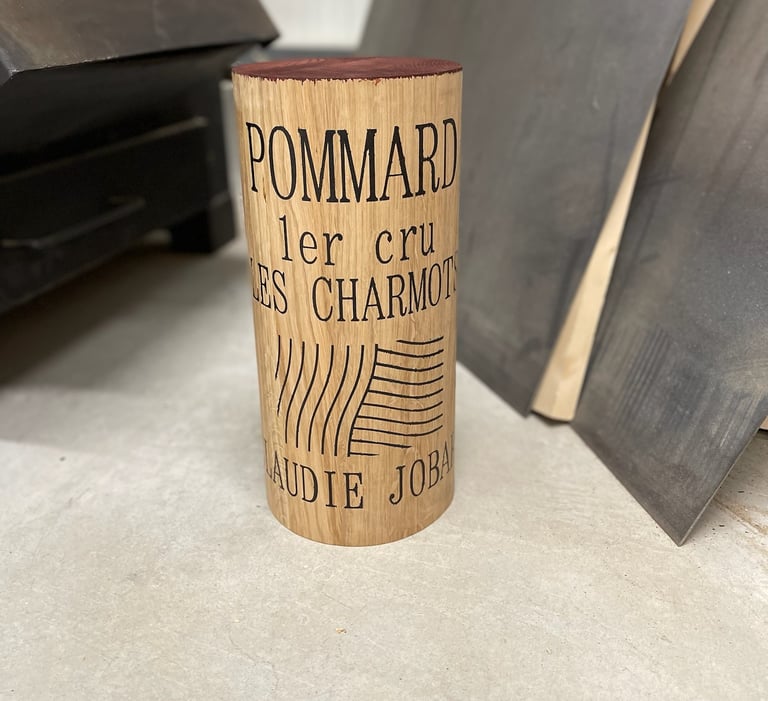 POMMARD
1er cru
LES CHARMOTS
LAUDIE JOBA